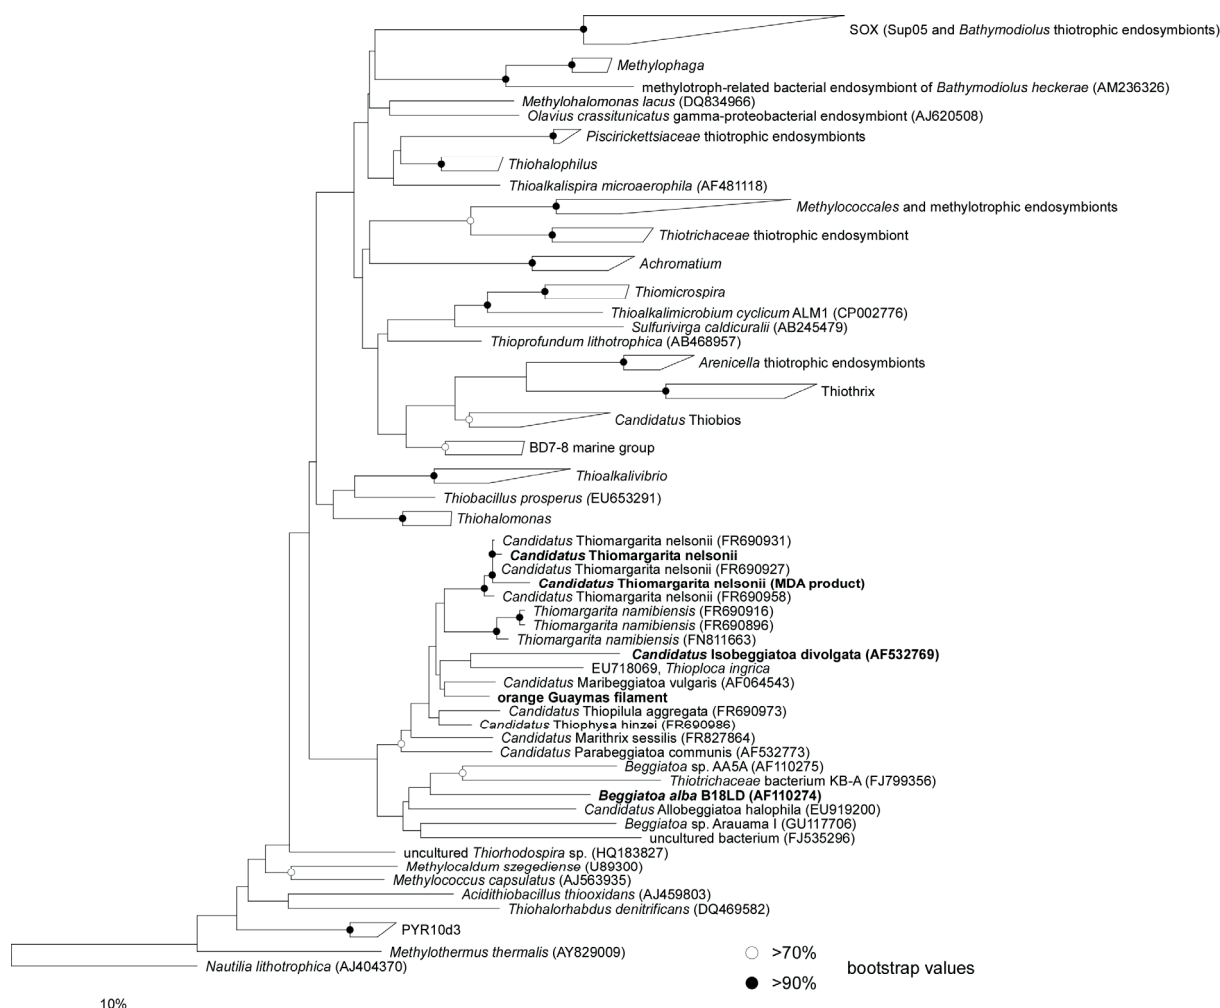 SOX (Sup05 and Bathymodiolus thiotrophic endosymbionts)
Methylophaga
methylotroph-related bacterial endosymbiont of Bathymodiolus heckerae (AM236326)
Methylohalomonas lacus (DQ834966)
Olavius crassitunicatus gamma-proteobacterial endosymbiont (AJ620508)
Piscirickettsiaceae thiotrophic endosymbionts
Thiohalophilus
Thioalkalispira microaerophila (AF481118)
Methylococcales and methylotrophic endosymbionts
Thiotrichaceae thiotrophic endosymbiont
Achromatium
Thiomicrospira
Thioalkalimicrobium cyclicum ALM1 (CP002776)
Sulfurivirga caldicuralii (AB245479)
Thioprofundum lithotrophica (AB468957)
Arenicella thiotrophic endosymbionts
Thiothrix
Candidatus Thiobios
BD7-8 marine group
Thioalkalivibrio
Thiobacillus prosperus (EU653291)
Thiohalomonas
Candidatus Thiomargarita nelsonii (FR690931)
Candidatus Thiomargarita nelsonii
Candidatus Thiomargarita nelsonii (FR690927)
Candidatus Thiomargarita nelsonii (MDA product)
Candidatus Thiomargarita nelsonii (FR690958)
Thiomargarita namibiensis (FR690916)
Thiomargarita namibiensis (FR690896)
Thiomargarita namibiensis (FN811663)
Candidatus Isobeggiatoa divolgata (AF532769)
EU718069, Thioploca ingrica
Candidatus Maribeggiatoa vulgaris (AF064543)
orange Guaymas filament
Candidatus Thiopilula aggregata (FR690973)
Candidatus Thiophysa hinzei (FR690986)
Candidatus Marithrix sessilis (FR827864)
Candidatus Parabeggiatoa communis (AF532773)
Beggiatoa sp. AA5A (AF110275)
Thiotrichaceae bacterium KB-A (FJ799356)
Beggiatoa alba B18LD (AF110274)
Candidatus Allobeggiatoa halophila (EU919200)
Beggiatoa sp. Arauama I (GU117706)
uncultured bacterium (FJ535296)
uncultured Thiorhodospira sp. (HQ183827)
Methylocaldum szegediense (U89300)
Methylococcus capsulatus (AJ563935)
Acidithiobacillus thiooxidans (AJ459803)
Thiohalorhabdus denitrificans (DQ469582)
PYR10d3
Methylothermus thermalis (AY829009)
Nautilia lithotrophica (AJ404370)
>70%
>90%
bootstrap values
10%